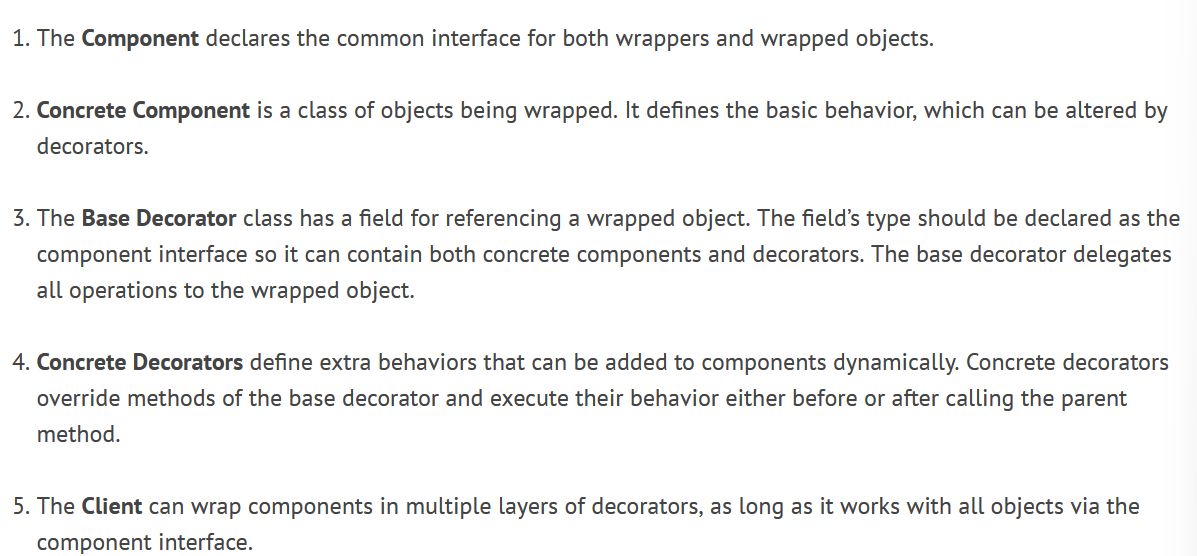 1. The Component declares the common interface for both wrappers and wrapped objects.
2. Concrete Component is a class of objects being wrapped. It defines the basic behavior, which can be altered by
decorators.
3. The Base Decorator class has a field for referencing a wrapped object. The field’s type should be declared as the
component interface so it can contain both concrete components and decorators. The base decorator delegates
all operations to the wrapped object.
4. Concrete Decorators define extra behaviors that can be added to components dynamically. Concrete decorators
override methods of the base decorator and execute their behavior either before or after calling the parent
method.
5. The Client can wrap components in multiple layers of decorators, as long as it works with all objects via the
component interface.